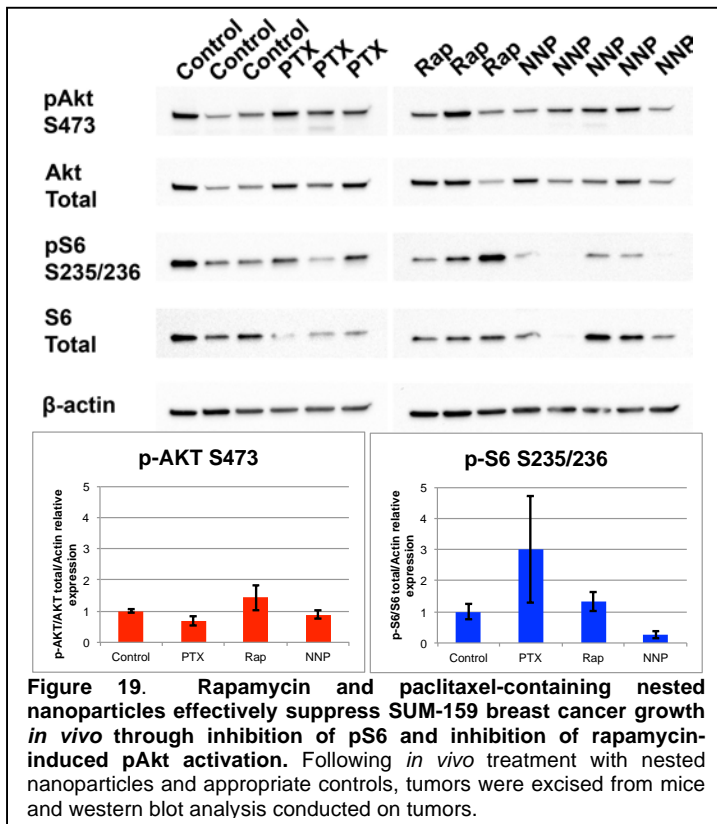 Control Control Control PTX PTX PTX Rap Rap Rap NNP NNP NNP NNP NNP
pAkt
S473
Akt
Total
pS6
S235/236
S6
Total
β-actin
p-AKT S473
p-AKT/AKT total/Actin relative
expression
5
4
3
2
1
0
Control PTX Rap NNP
p-S6 S235/236
p-S6/S6 total/Actin relative
expression
5
4
3
2
1
0
Control PTX Rap NNP
Figure 19. Rapamycin and paclitaxel-containing nested
nanoparticles effectively suppress SUM-159 breast cancer growth
in vivo through inhibition of pS6 and inhibition of rapamycin-
induced pAkt activation. Following in vivo treatment with nested
nanoparticles and appropriate controls, tumors were excised from mice
and western blot analysis conducted on tumors.